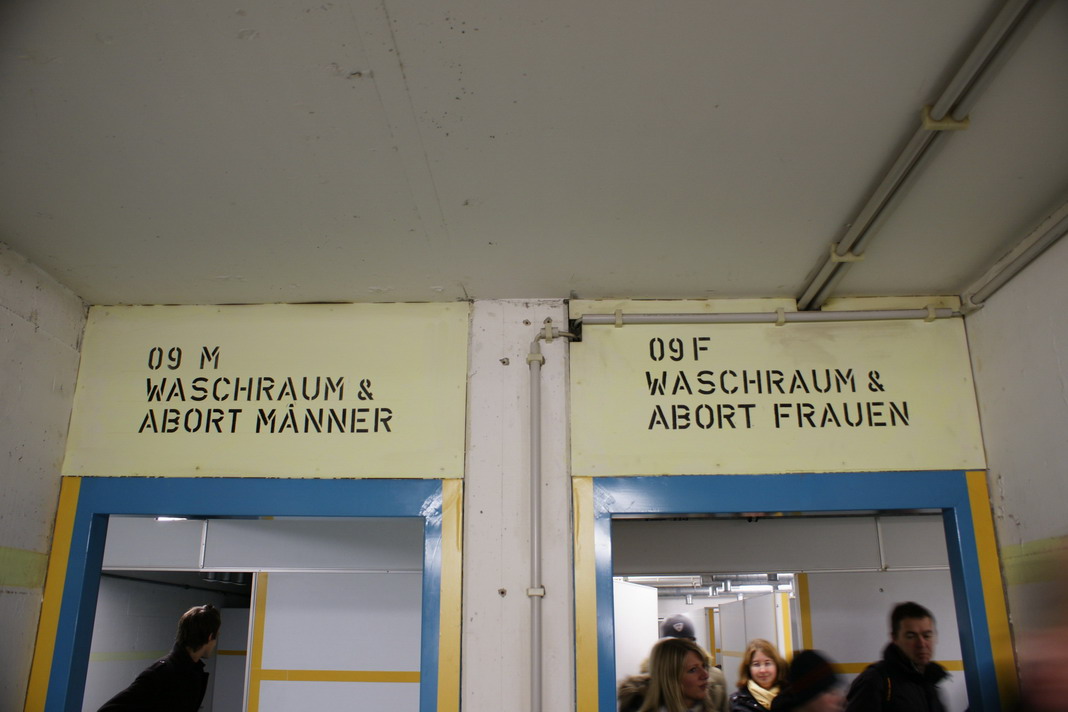 09 M
WASCHRAUM &
ABORT MÄNNER
09 F
WASCHRAUM &
ABORT FRAUEN